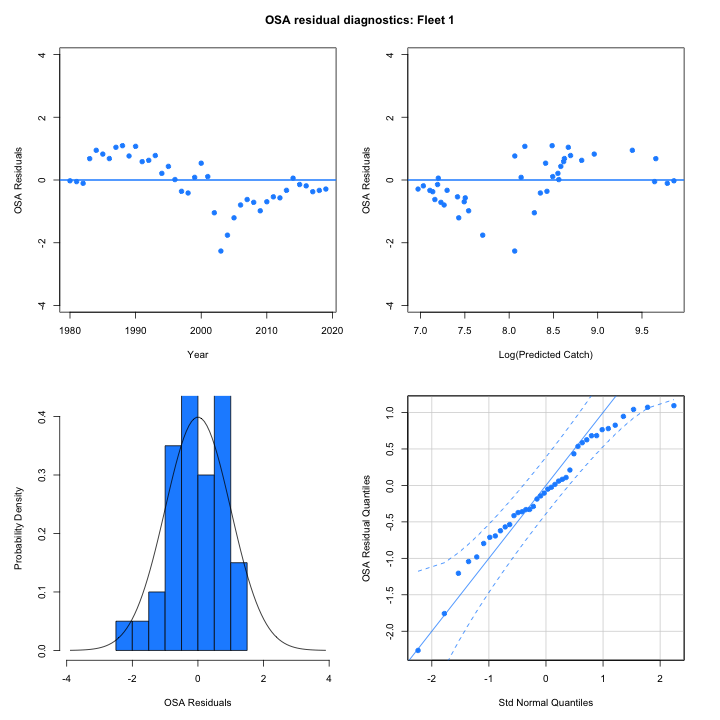 OSA residual diagnostics: Fleet 1
OSA Residuals
4
2
0
-2
-4
1980 1990 2000 2010 2020
Year
OSA Residuals
4
2
0
-2
-4
7.0 7.5 8.0 8.5 9.0 9.5
Log(Predicted Catch)
Probability Density
0.4
0.3
0.2
0.1
0.0
-4 -2 0 2 4
OSA Residuals
OSA Residual Quantiles
1.0
0.5
0.0
-0.5
-1.0
-1.5
-2.0
-2 -1 0 1 2
Std Normal Quantiles